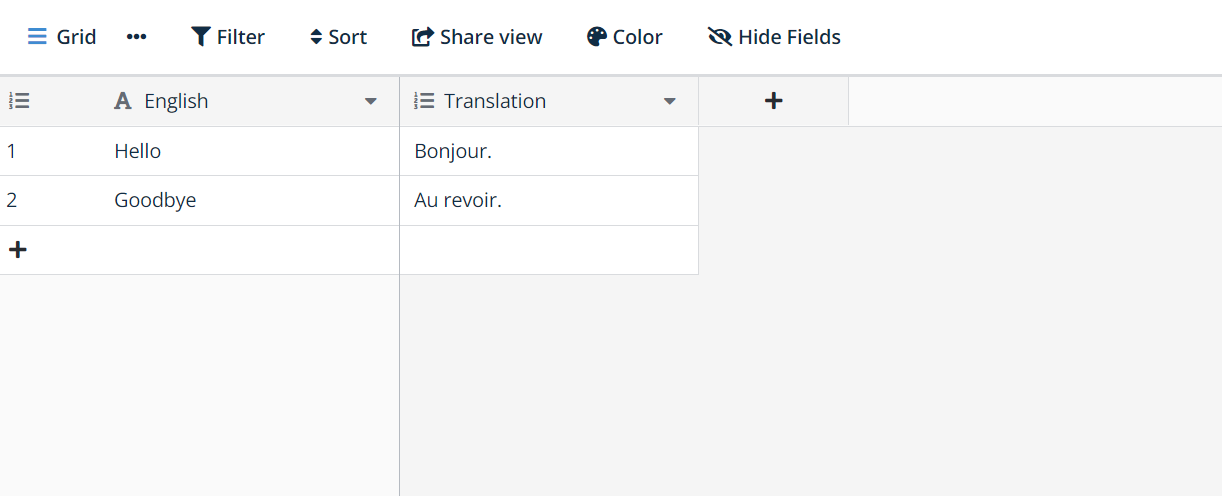 Grid ••• Filter Sort Share view Color Hide Fields
English Translation
1 Hello Bonjour.
2 Goodbye Au revoir.